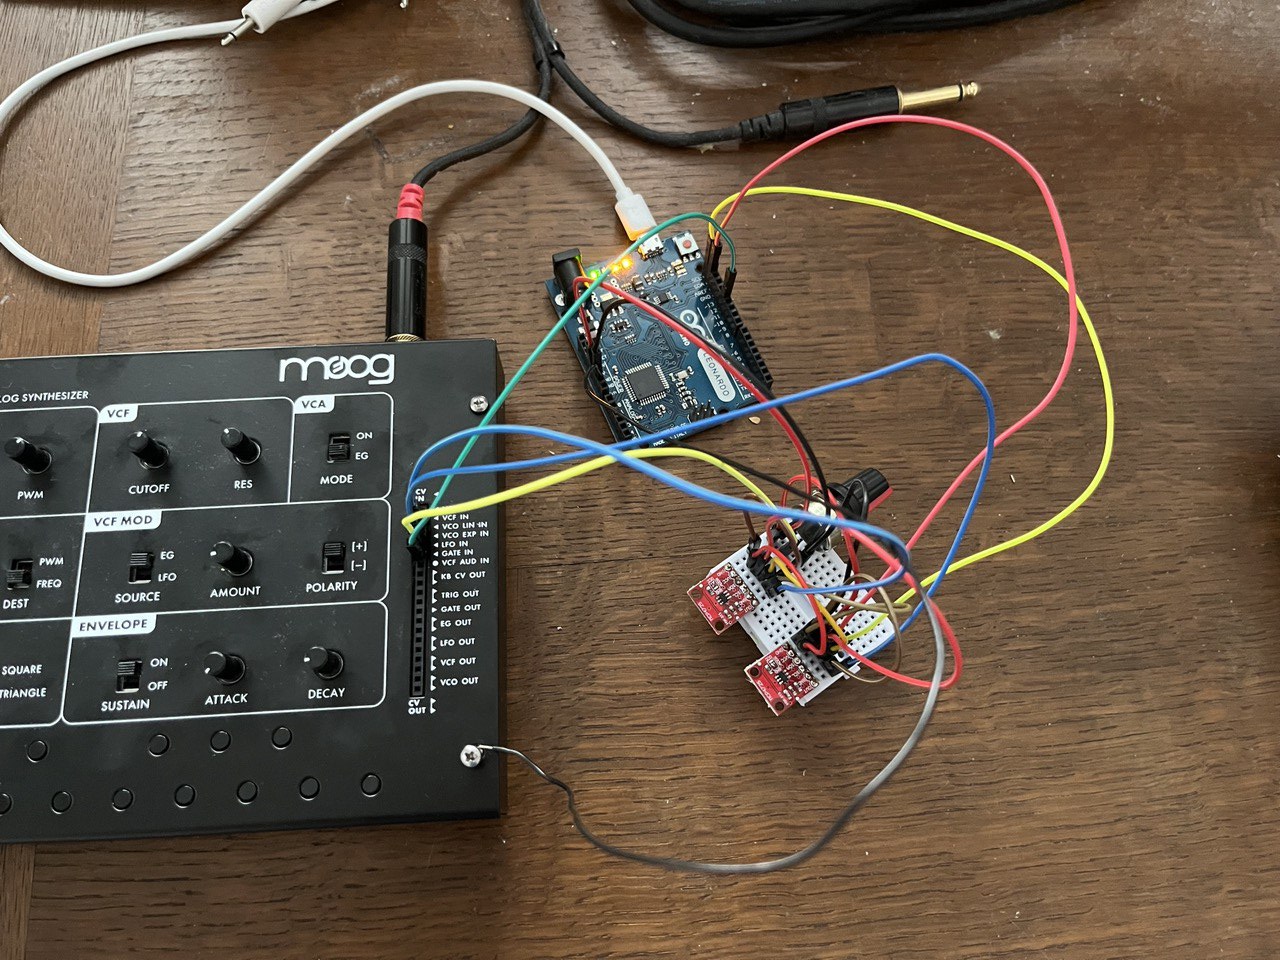 moog
LOG SYNTHESIZER
VCF
VCA
ON
EG
PWM
CUTOFF
RES
MODE
CV
IN
VCF IN
VCO LIN IN
VCO EXP IN
LFO IN
GATE IN
VCF AUD IN
KB CV OUT
TRIG OUT
GATE OUT
EG OUT
LFO OUT
VCF OUT
VCO OUT
CV
OUT
VCF MOD
PWM
FREQ
DEST
EG
LFO
SOURCE
AMOUNT
[+]
[−]
POLARITY
ENVELOPE
SQUARE
TRIANGLE
ON
OFF
SUSTAIN
ATTACK
DECAY
LEONARDO